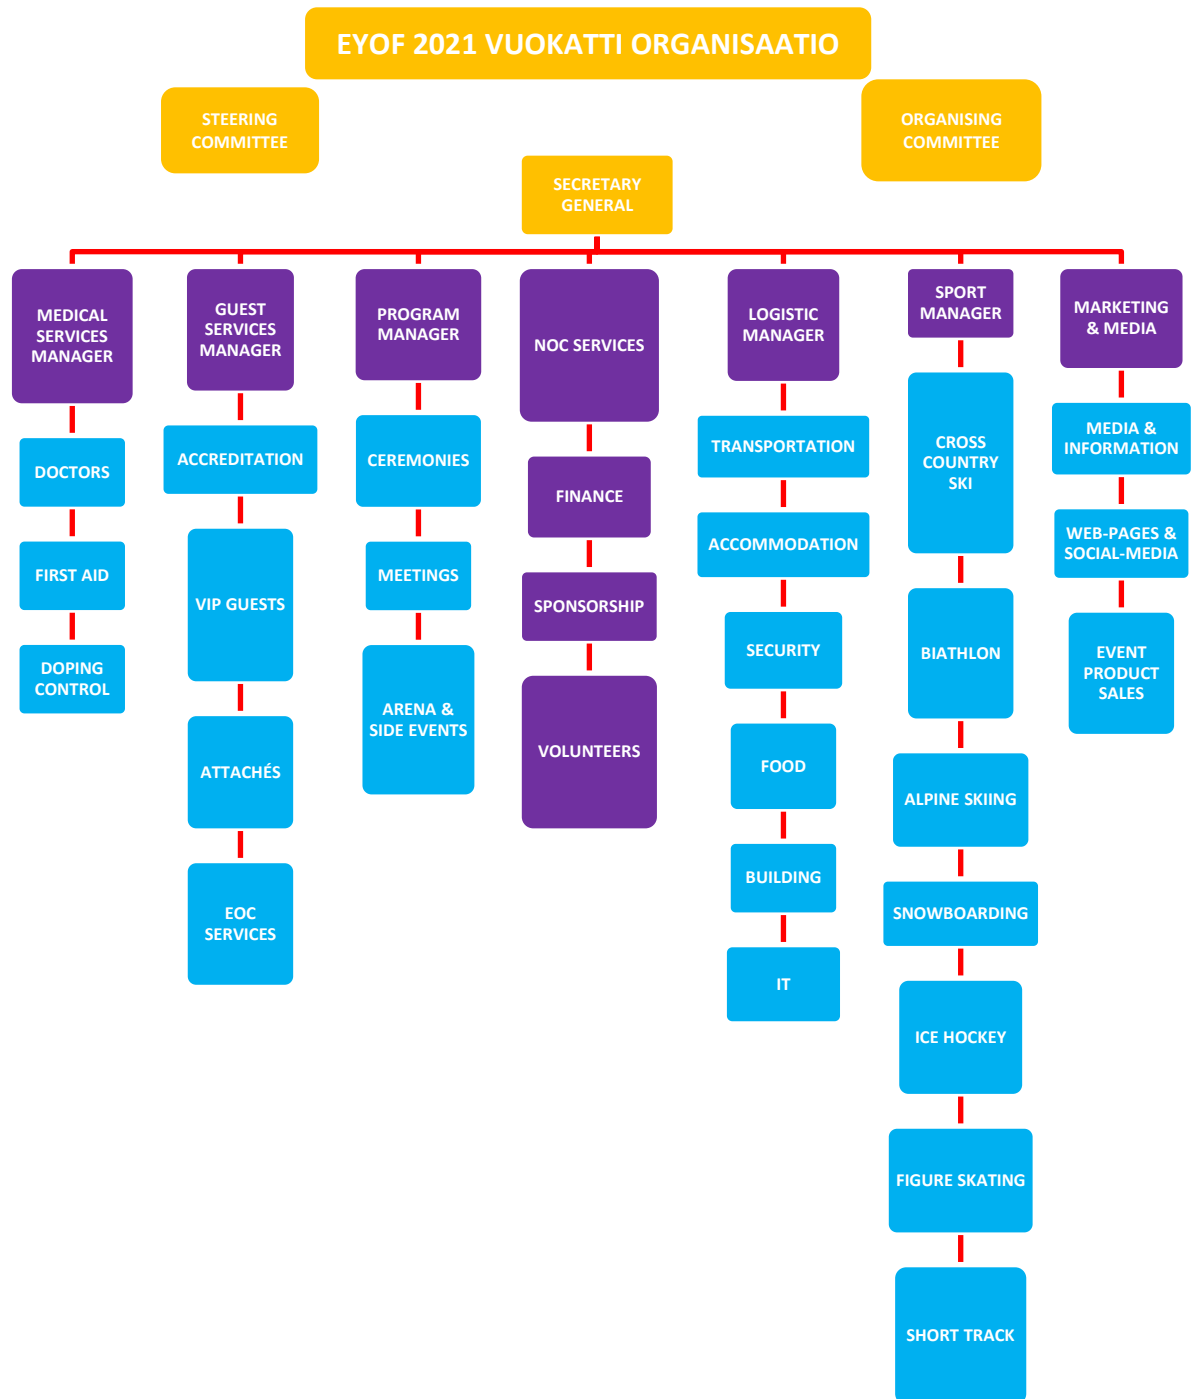 EYOF 2021 VUOKATTI ORGANISAATIO
STEERING
COMMITTEE
ORGANISING
COMMITTEE
SECRETARY
GENERAL
MEDICAL
SERVICES
MANAGER
DOCTORS
FIRST AID
DOPING
CONTROL
GUEST
SERVICES
MANAGER
ACCREDITATION
VIP GUESTS
ATTACHÉS
EOC
SERVICES
PROGRAM
MANAGER
CEREMONIES
MEETINGS
ARENA &
SIDE EVENTS
NOC SERVICES
FINANCE
SPONSORSHIP
VOLUNTEERS
LOGISTIC
MANAGER
TRANSPORTATION
ACCOMMODATION
SECURITY
FOOD
BUILDING
IT
SPORT
MANAGER
CROSS
COUNTRY
SKI
BIATHLON
ALPINE SKIING
SNOWBOARDING
ICE HOCKEY
FIGURE SKATING
SHORT TRACK
MARKETING
& MEDIA
MEDIA &
INFORMATION
WEB-PAGES &
SOCIAL-MEDIA
EVENT
PRODUCT
SALES